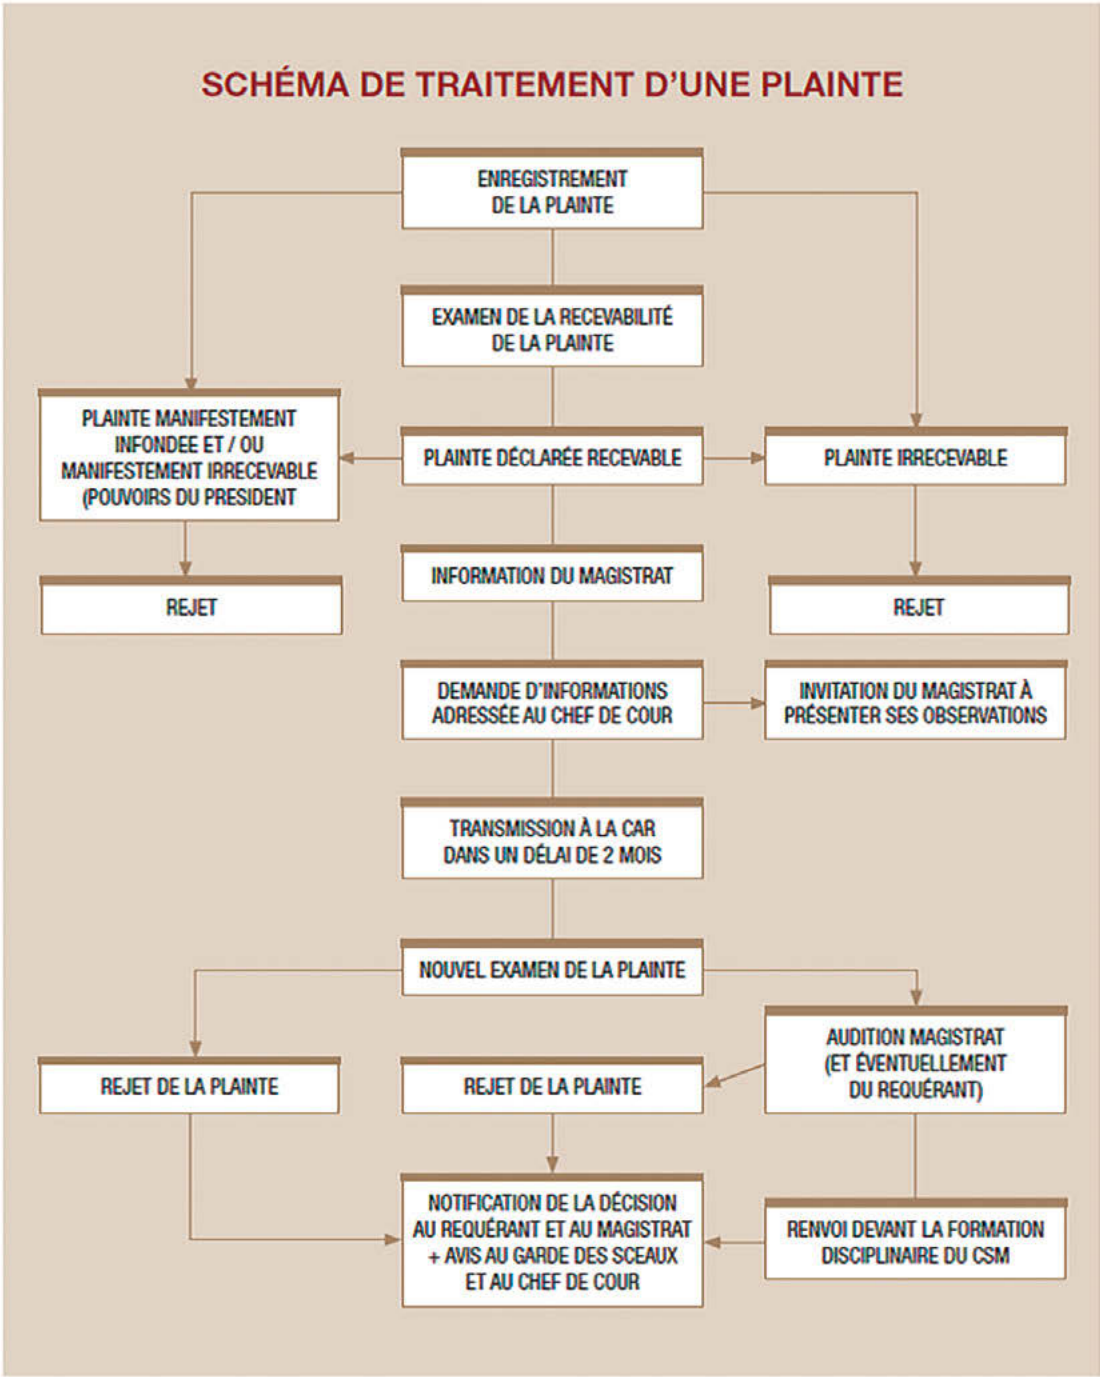 SCHÉMA DE TRAITEMENT D'UNE PLAINTE
ENREGISTREMENT
DE LA PLAINTE
EXAMEN DE LA RECEVABILITÉ
DE LA PLAINTE
PLAINTE MANIFESTEMENT
INFONDEE ET / OU
MANIFESTEMENT IRRECEVABLE
(POUVOIRS DU PRESIDENT
PLAINTE DÉCLARÉE RECEVABLE
PLAINTE IRRECEVABLE
INFORMATION DU MAGISTRAT
REJET
REJET
DEMANDE D'INFORMATIONS
ADRESSÉE AU CHEF DE COUR
INVITATION DU MAGISTRAT À
PRÉSENTER SES OBSERVATIONS
TRANSMISSION À LA CAR
DANS UN DÉLAI DE 2 MOIS
NOUVEL EXAMEN DE LA PLAINTE
AUDITION MAGISTRAT
(ET ÉVENTUELLEMENT
DU REQUÉRANT)
REJET DE LA PLAINTE
REJET DE LA PLAINTE
NOTIFICATION DE LA DÉCISION
AU REQUÉRANT ET AU MAGISTRAT
+ AVIS AU GARDE DES SCEAUX
ET AU CHEF DE COUR
RENVOI DEVANT LA FORMATION
DISCIPLINAIRE DU CSM